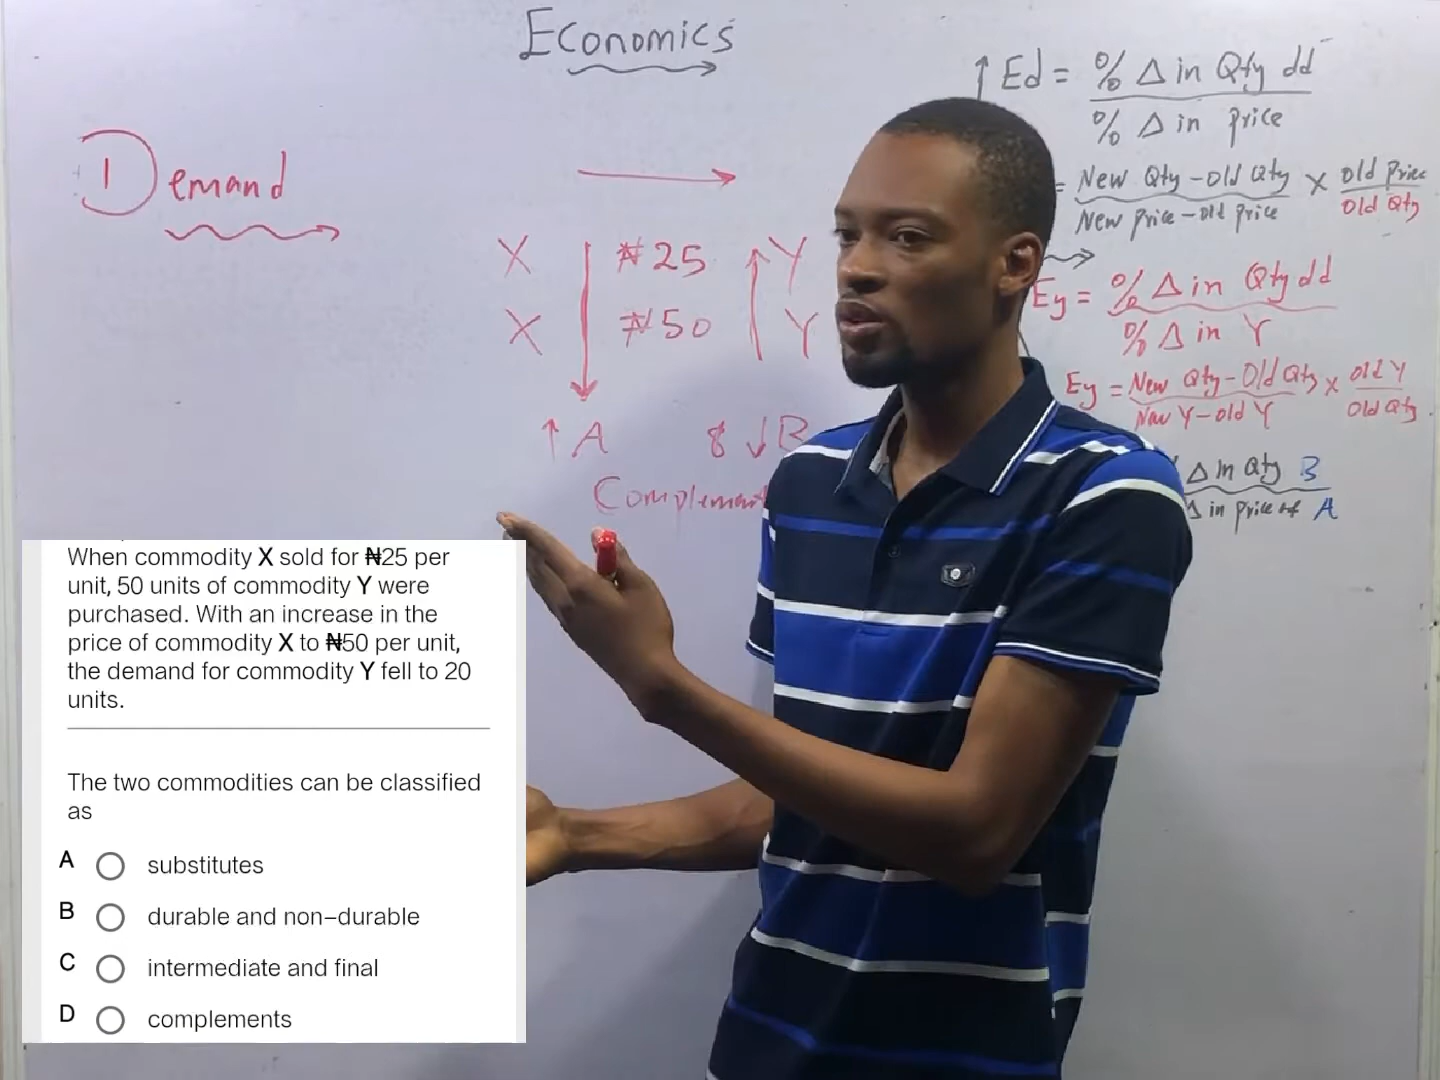 Economics
Demand
X ₦25 Y
X ₦50 Y
↑ A & ↓ B
Complement
↑ Ed = % Δ in Qty dd
% Δ in price
= New Qty - Old Qty × Old Price
New price - old price Old Qty
Ey = % Δ in Qty dd
% Δ in Y
Ey = New Qty - Old Qty × Old Y
New Y - old Y Old Qty
Δ in Qty B
Δ in price of A
When commodity X sold for ₦25 per
unit, 50 units of commodity Y were
purchased. With an increase in the
price of commodity X to ₦50 per unit,
the demand for commodity Y fell to 20
units.
The two commodities can be classified
as
A substitutes
B durable and non-durable
C intermediate and final
D complements